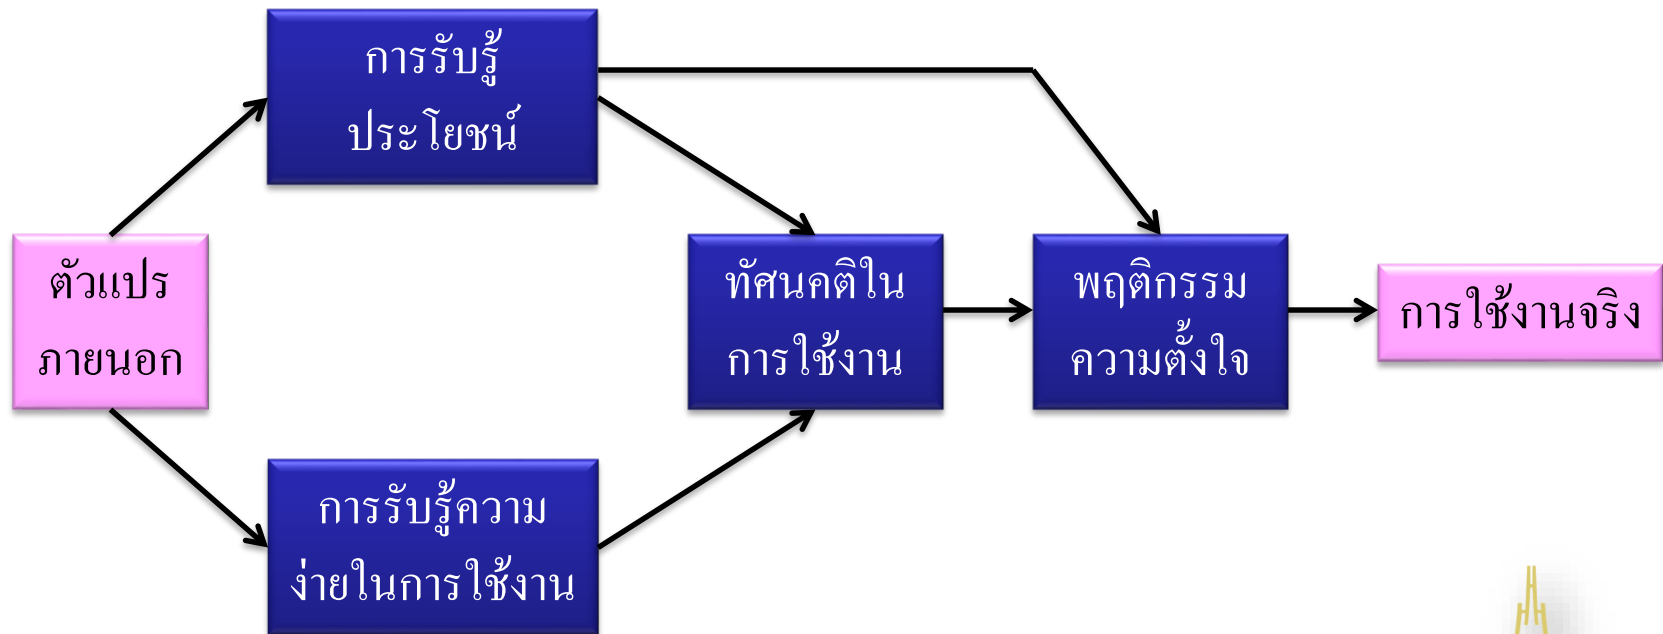 การรับรู้
ประโยชน์
ตัวแปร
ภายนอก
ทัศนคติใน
การใช้งาน
พฤติกรรม
ความตั้งใจ
การใช้งานจริง
การรับรู้ความ
ง่ายในการใช้งาน